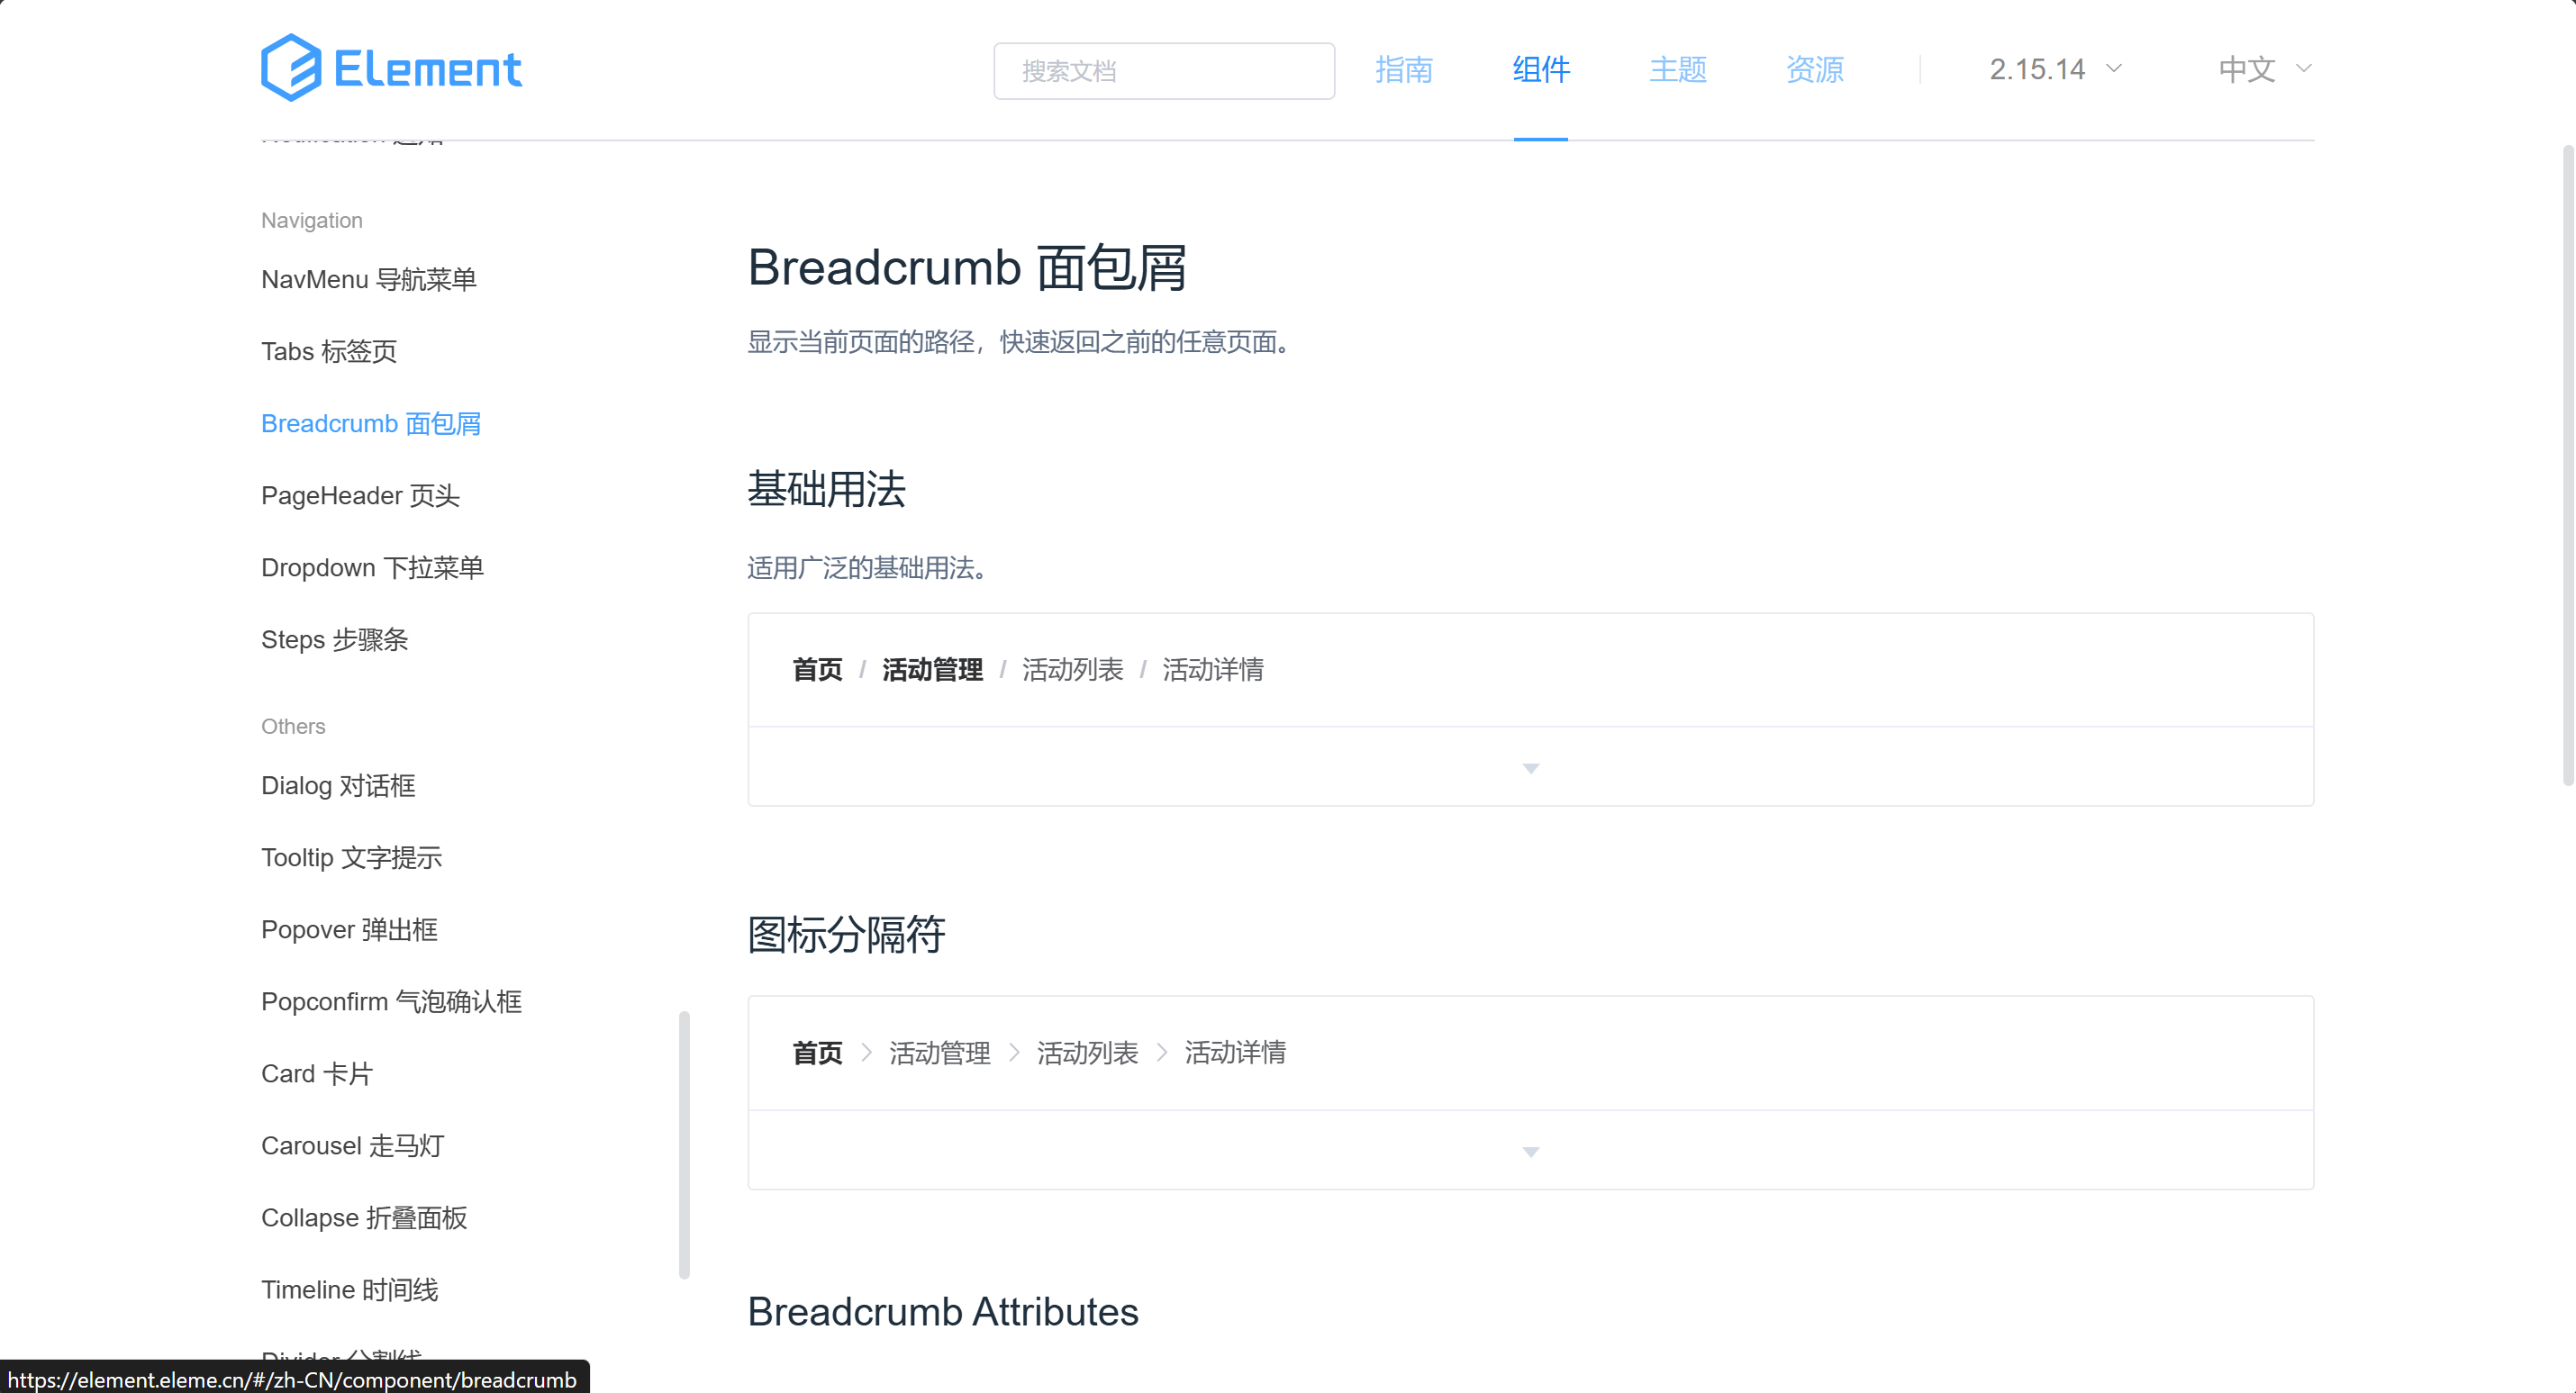 Element
搜索文档
指南
组件
主题
资源
2.15.14
中文
Navigation
NavMenu 导航菜单
Tabs 标签页
Breadcrumb 面包屑
PageHeader 页头
Dropdown 下拉菜单
Steps 步骤条
Others
Dialog 对话框
Tooltip 文字提示
Popover 弹出框
Popconfirm 气泡确认框
Card 卡片
Carousel 走马灯
Collapse 折叠面板
Timeline 时间线
Divider 分割线
Breadcrumb 面包屑
显示当前页面的路径，快速返回之前的任意页面。
基础用法
适用广泛的基础用法。
首页 / 活动管理 / 活动列表 / 活动详情
图标分隔符
首页 > 活动管理 > 活动列表 > 活动详情
Breadcrumb Attributes
https://element.eleme.cn/#/zh-CN/component/breadcrumb